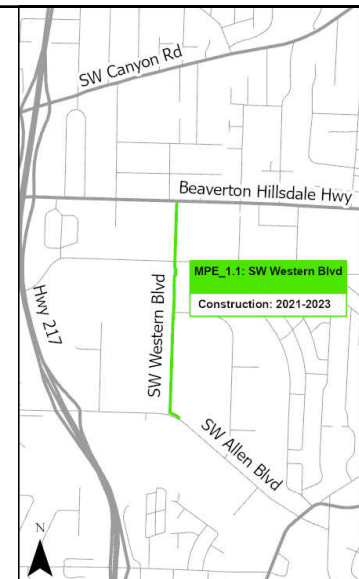 SW Canyon Rd
Beaverton Hillsdale Hwy
MPE_1.1: SW Western Blvd
Construction: 2021-2023
Hwy 217
SW Western Blvd
SW Allen Blvd
N